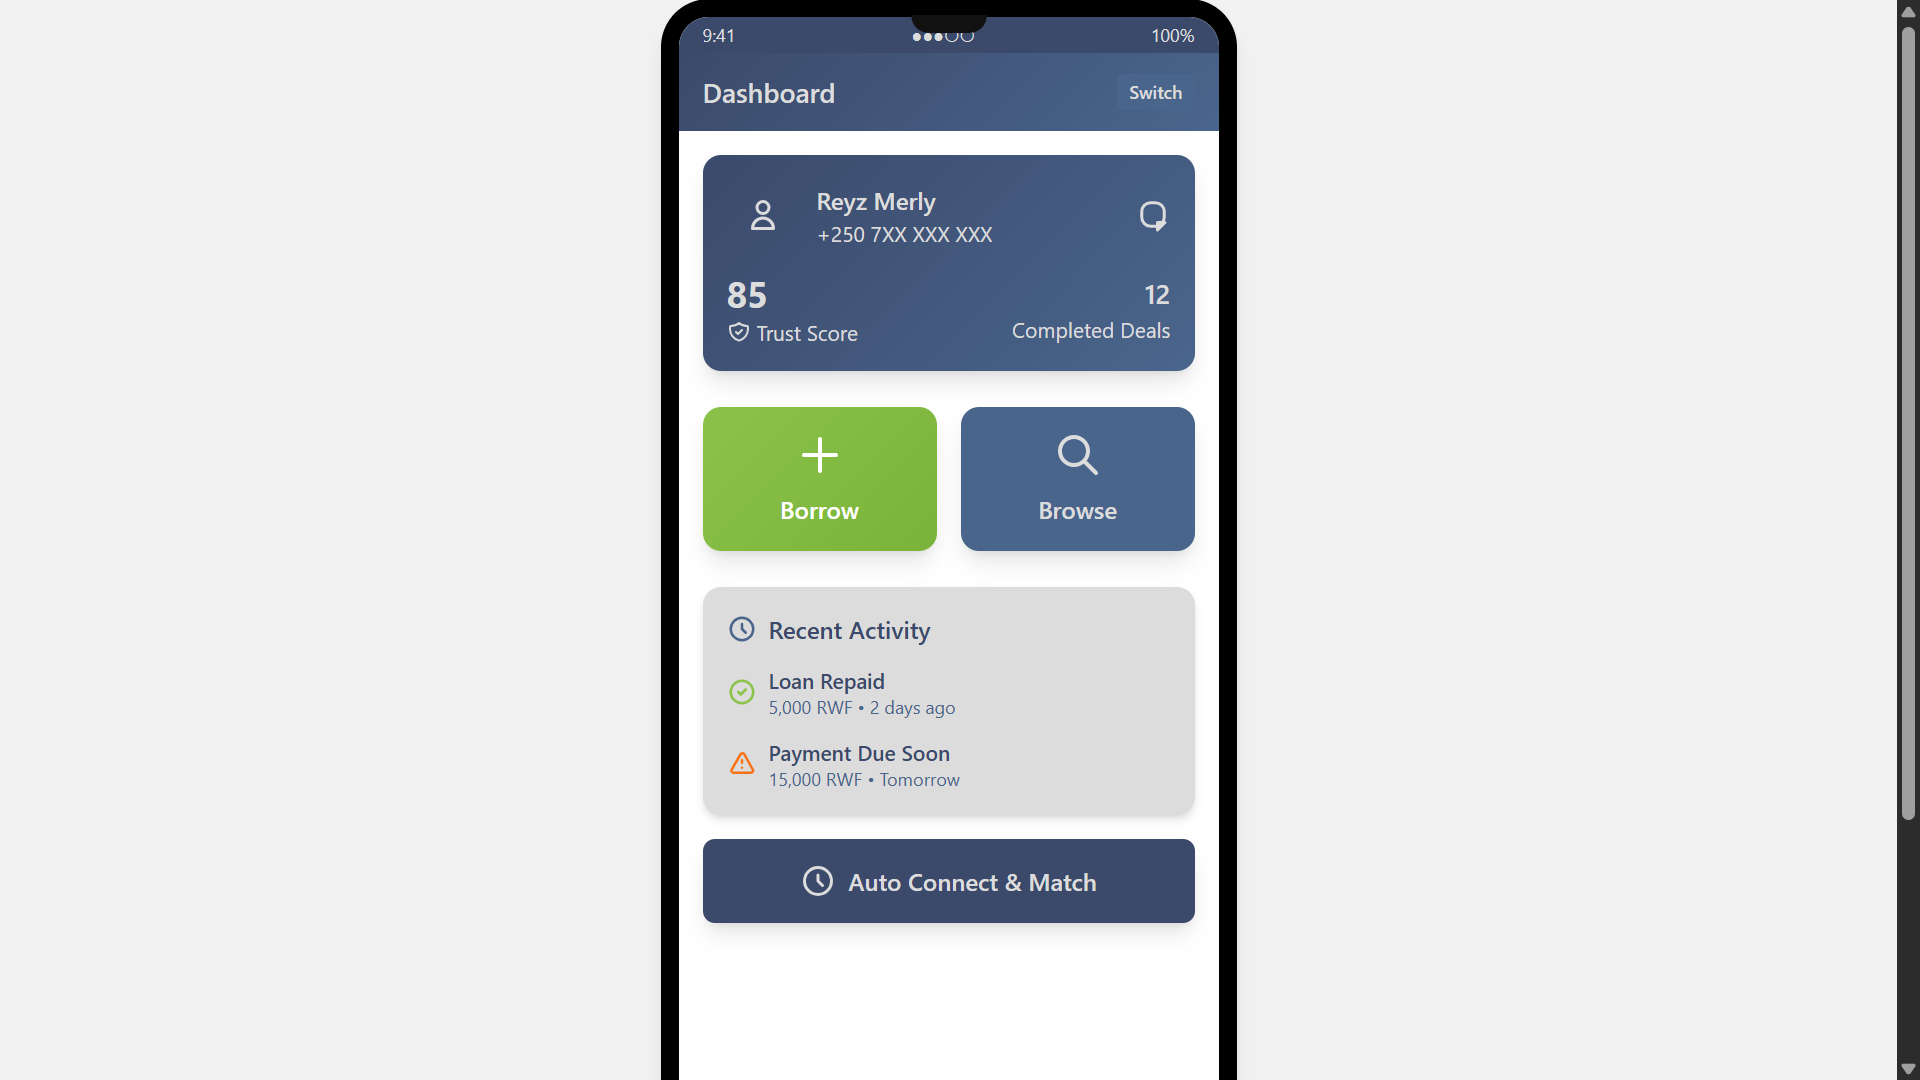 9:41
100%
Dashboard
Switch
Reyz Merly
+250 7XX XXX XXX
85
12
Trust Score
Completed Deals
Borrow
Browse
Recent Activity
Loan Repaid
5,000 RWF • 2 days ago
Payment Due Soon
15,000 RWF • Tomorrow
Auto Connect & Match